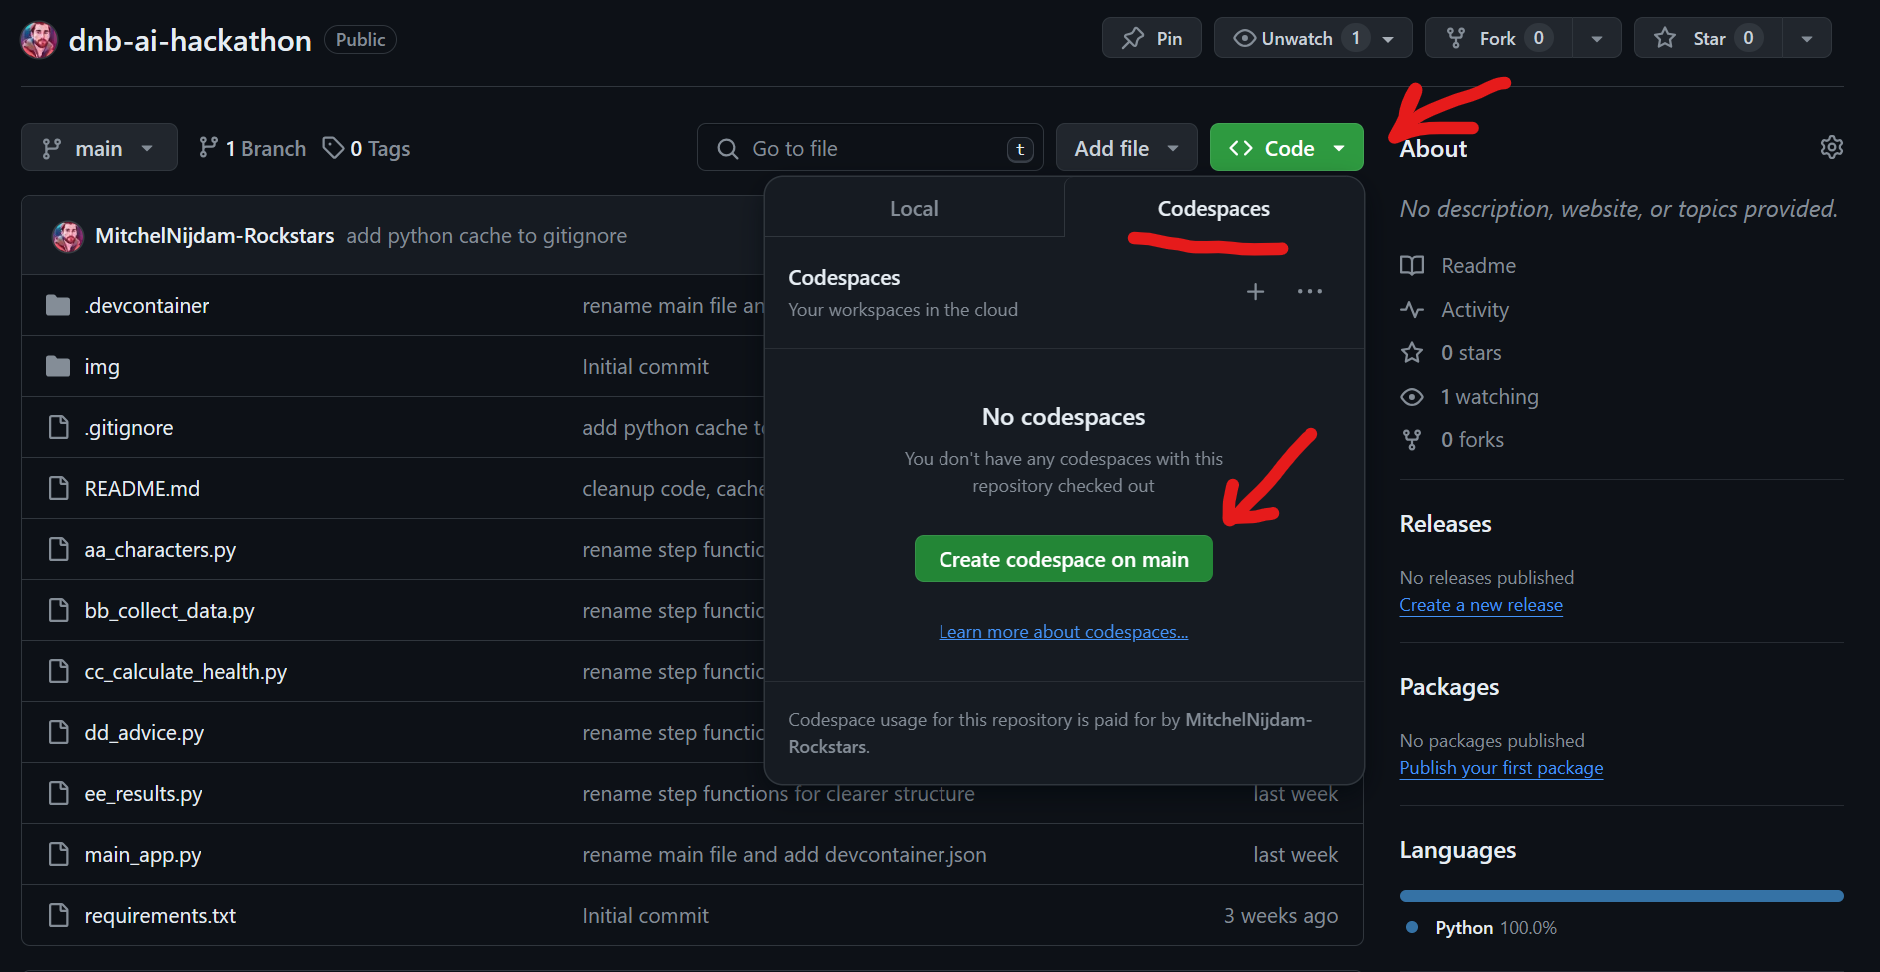 dnb-ai-hackathon Public Pin Unwatch 1 Fork 0 Star 0
main 1 Branch 0 Tags Go to file t Add file Code
Local Codespaces
Codespaces
Your workspaces in the cloud
No codespaces
You don't have any codespaces with this
repository checked out
Create codespace on main
Learn more about codespaces...
Codespace usage for this repository is paid for by MitchelNijdam-
Rockstars.
MitchelNijdam-Rockstars add python cache to gitignore
.devcontainer rename main file an
img Initial commit
.gitignore add python cache to
README.md cleanup code, cache
aa_characters.py rename step functio
bb_collect_data.py rename step functio
cc_calculate_health.py rename step functio
dd_advice.py rename step functio
ee_results.py rename step functions for clearer structure last week
main_app.py rename main file and add devcontainer.json last week
requirements.txt Initial commit 3 weeks ago
About
No description, website, or topics provided.
Readme
Activity
0 stars
1 watching
0 forks
Releases
No releases published
Create a new release
Packages
No packages published
Publish your first package
Languages
Python 100.0%